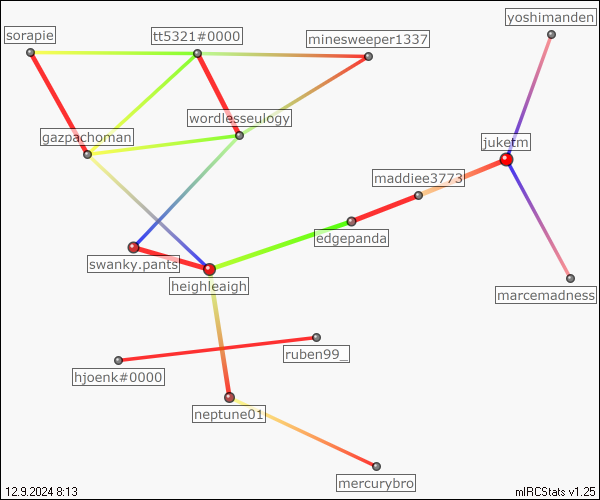 yoshimanden
sorapie
tt5321#0000
minesweeper1337
wordlesseulogy
gazpachoman
juketm
maddiee3773
edgepanda
swanky.pants
heighleaigh
marcemadness
ruben99_
hjoenk#0000
neptune01
mercurybro
12.9.2024 8:13
mIRCStats v1.25